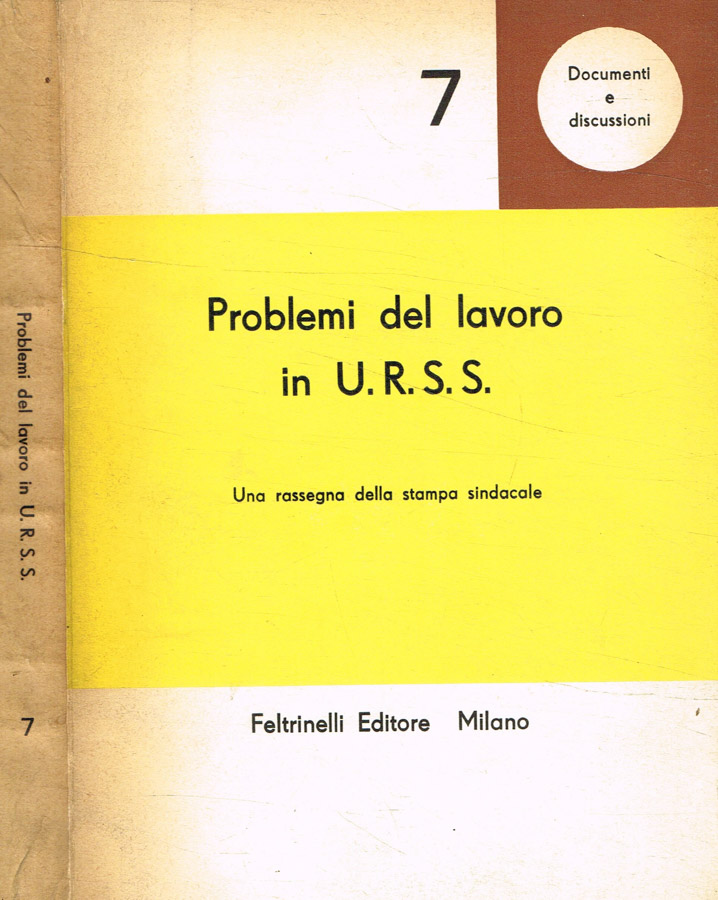 Problemi del lavoro in U. R. S. S.
7
7
Documenti
e
discussioni
Problemi del lavoro
in U. R. S. S.
Una rassegna della stampa sindacale
Feltrinelli Editore Milano